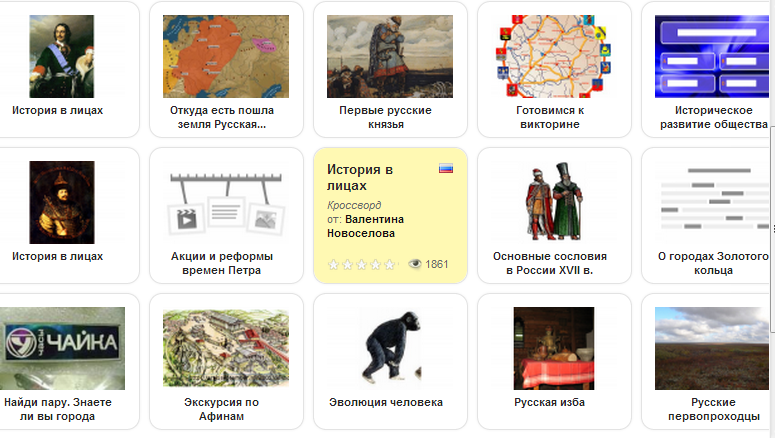 История в лицах
Откуда есть пошла
земля Русская...
Первые русские
князья
Готовимся к
викторине
Историческое
развитие общества
История в лицах
Акции и реформы
времен Петра
История в
лицах
Кроссворд
от: Валентина
Новоселова
1861
Основные сословия
в России XVII в.
О городах Золотого
кольца
ЧАСЫ
ЧАЙКА
Найди пару. Знаете
ли вы города
Экскурсия по
Афинам
Эволюция человека
Русская изба
Русские
первопроходцы